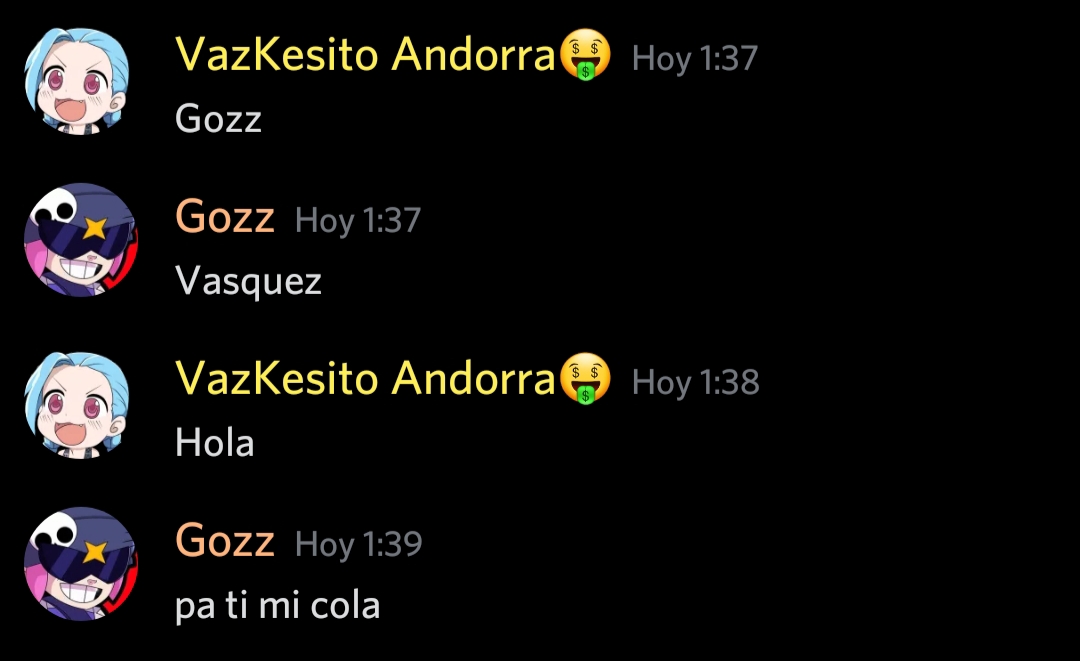 VazKesito Andorra🤑 Hoy 1:37
Gozz
Gozz Hoy 1:37
Vasquez
VazKesito Andorra🤑 Hoy 1:38
Hola
Gozz Hoy 1:39
pa ti mi cola